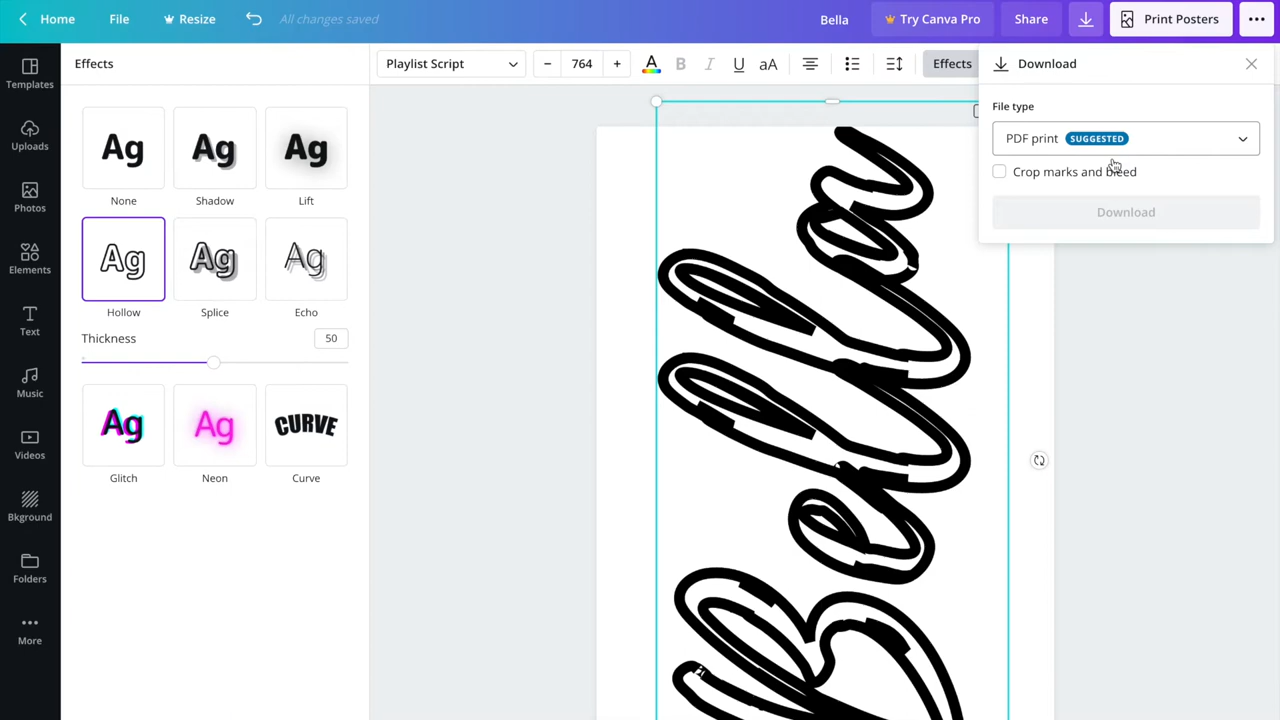 Home File Resize All changes saved Bella Try Canva Pro Share Print Posters
Templates
Uploads
Photos
Elements
Text
Music
Videos
Bkground
Folders
More
Effects
Ag Ag Ag
None Shadow Lift
Ag Ag Ag
Hollow Splice Echo
Thickness 50
Ag Ag CURVE
Glitch Neon Curve
Playlist Script 764 A B I U aA Effects
Download
File type
PDF print SUGGESTED
Crop marks and bleed
Download
Bella